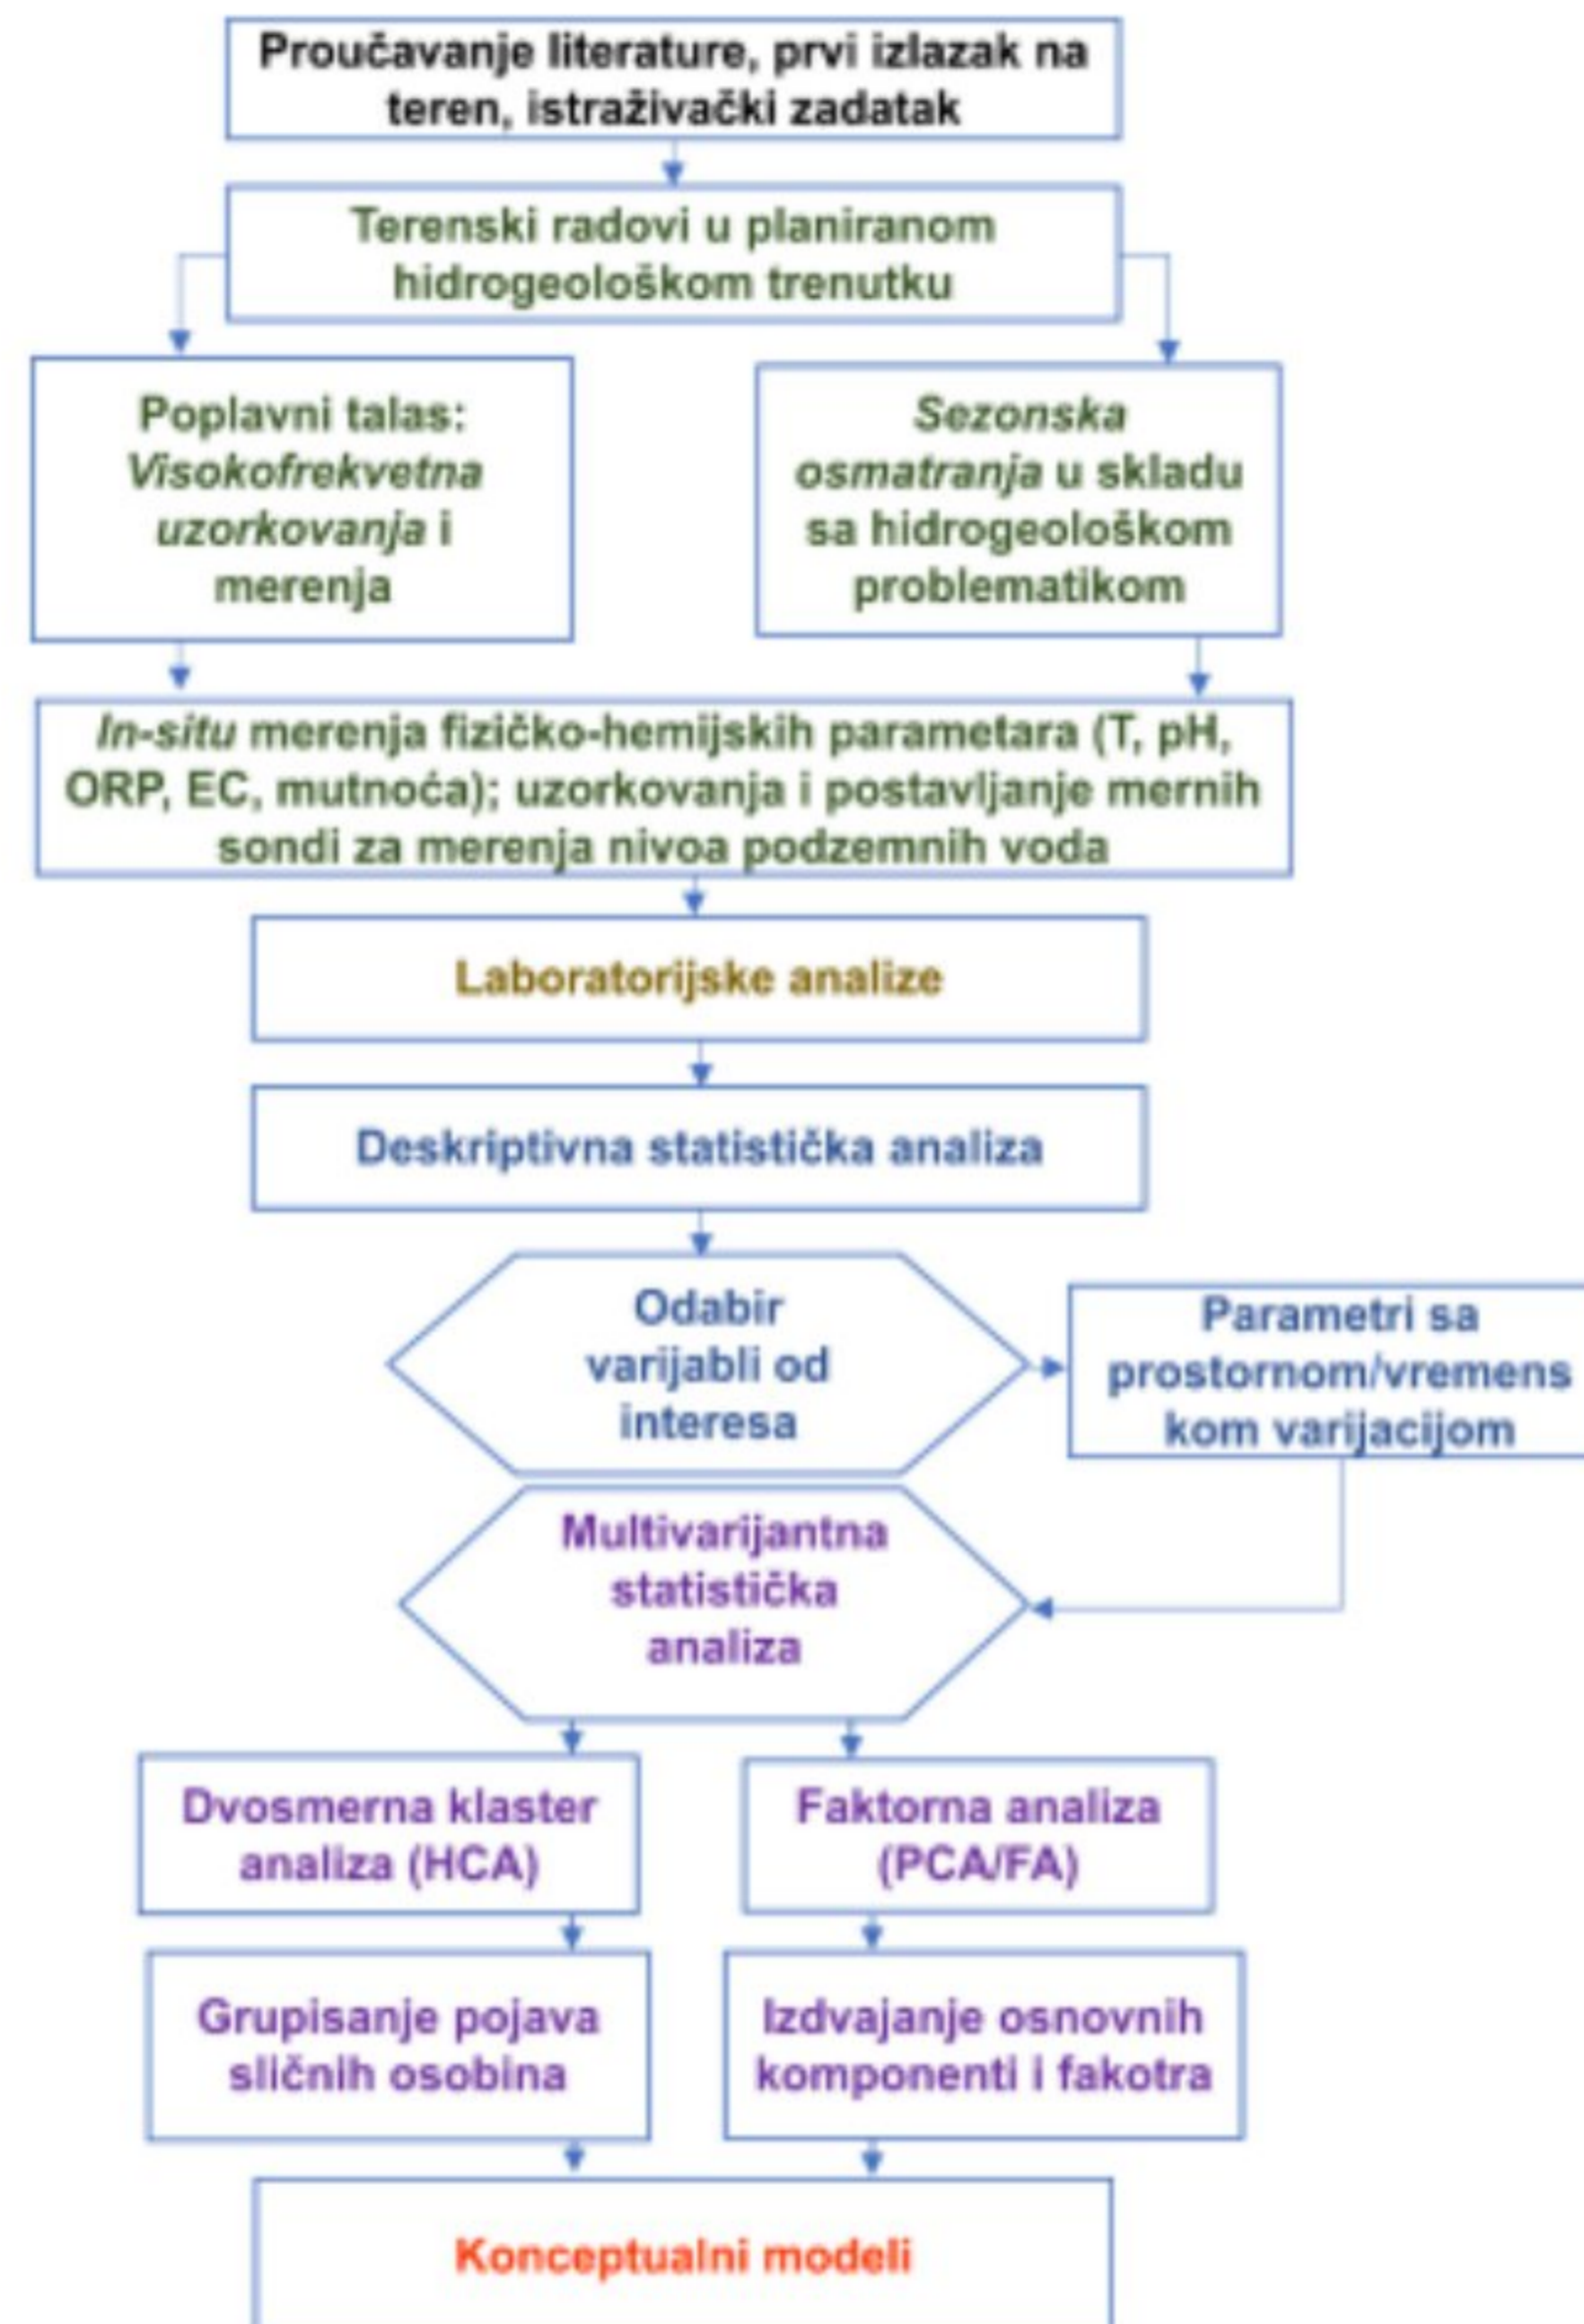 Proučavanje literature, prvi izlazak na
teren, istraživački zadatak
Terenski radovi u planiranom
hidrogeološkom trenutku
Poplavni talas:
Visokofrekvetna
uzorkovanja i
merenja
Sezonska
osmatranja u skladu
sa hidrogeološkom
problematikom
In-situ merenja fizičko-hemijskih parametara (T, pH,
ORP, EC, mutnoća); uzorkovanja i postavljanje mernih
sondi za merenja nivoa podzemnih voda
Laboratorijske analize
Deskriptivna statistička analiza
Odabir
varijabli od
interesa
Parametri sa
prostornom/vremens
kom varijacijom
Multivarijantna
statistička
analiza
Dvosmerna klaster
analiza (HCA)
Faktorna analiza
(PCA/FA)
Grupisanje pojava
sličnih osobina
Izdvajanje osnovnih
komponenti i fakotra
Konceptualni modeli